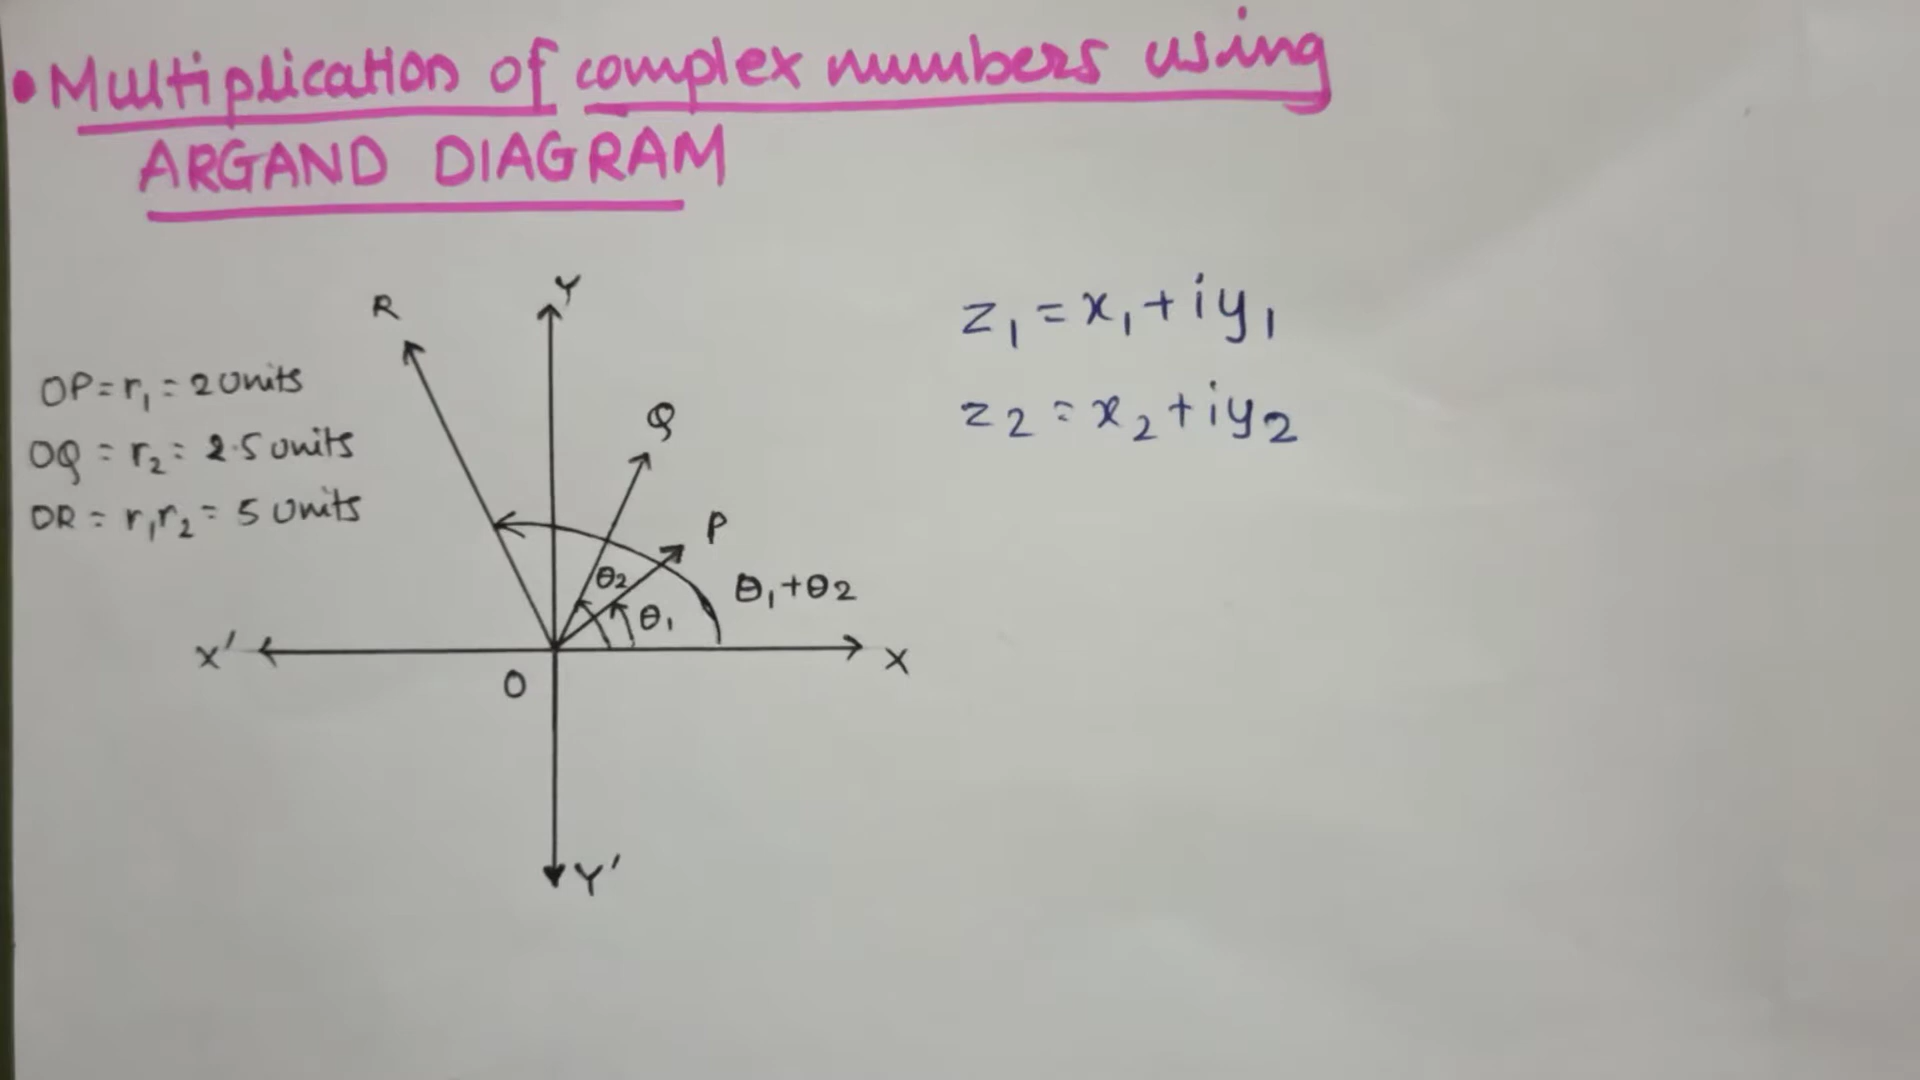 • Multiplication of complex numbers using
ARGAND DIAGRAM
z₁ = x₁ + iy₁
z₂ = x₂ + iy₂
OP = r₁ = 2 units
OQ = r₂ = 2.5 units
OR = r₁r₂ = 5 units
R
Y
Q
P
θ₂
θ₁
θ₁+θ₂
X'
O
X
Y'